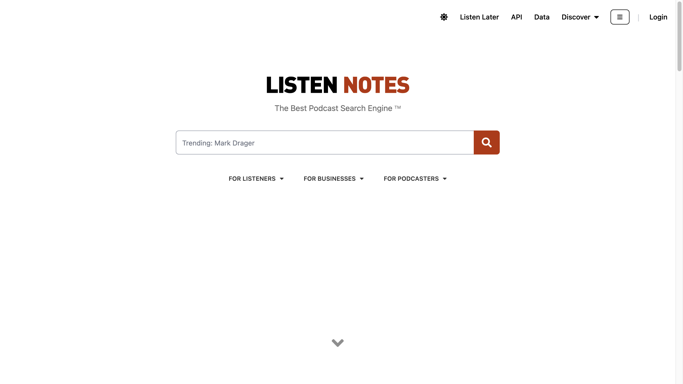 Listen Later API Data Discover Login
LISTEN NOTES
The Best Podcast Search Engine ™
Trending: Mark Drager
FOR LISTENERS FOR BUSINESSES FOR PODCASTERS